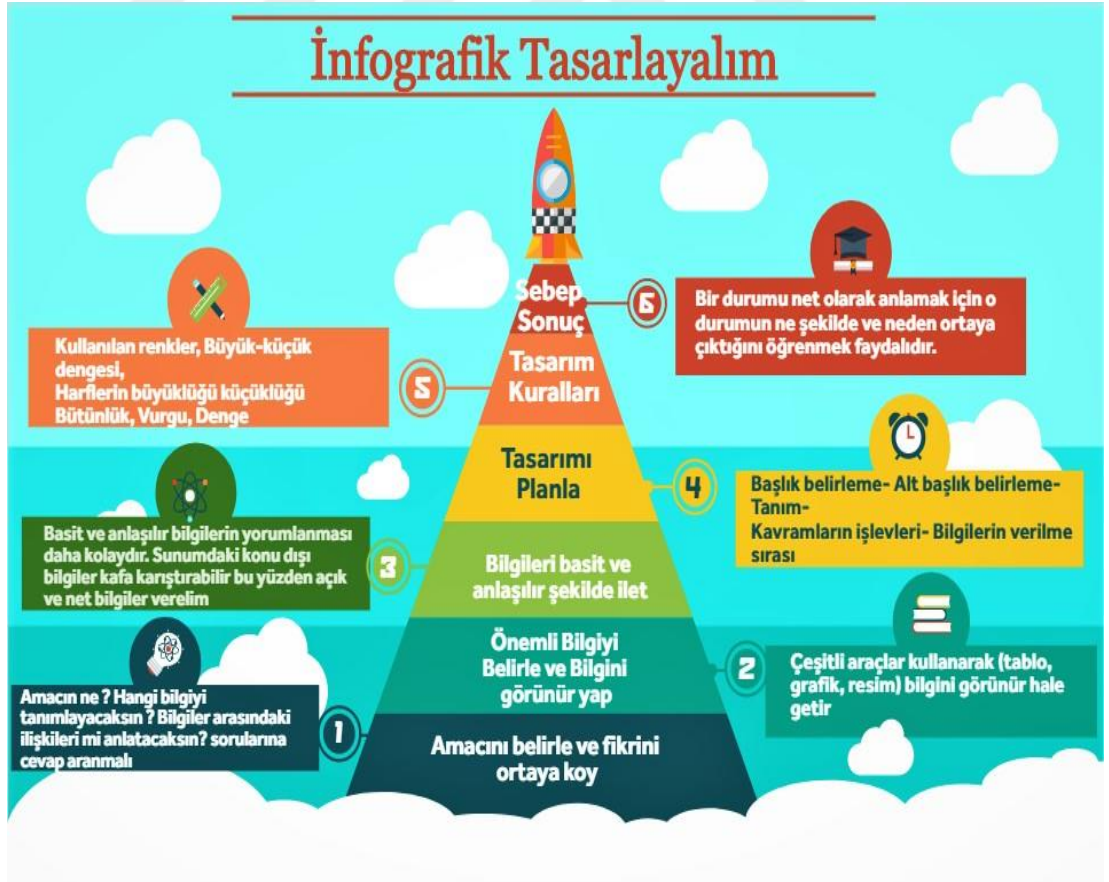 İnfografik Tasarlayalım
Sebep
Sonuç
6
Bir durumu net olarak anlamak için o
durumun ne şekilde ve neden ortaya
çıktığını öğrenmek faydalıdır.
Kullanılan renkler, Büyük-küçük
dengesi,
Harflerin büyüklüğü küçüklüğü
Bütünlük, Vurgu, Denge
5
Tasarım
Kuralları
Tasarımı
Planla
4
Başlık belirleme- Alt başlık belirleme-
Tanım-
Kavramların işlevleri- Bilgilerin verilme
sırası
Basit ve anlaşılır bilgilerin yorumlanması
daha kolaydır. Sunumdaki konu dışı
bilgiler kafa karıştırabilir bu yüzden açık
ve net bilgiler verelim
3
Bilgileri basit ve
anlaşılır şekilde ilet
Önemli Bilgiyi
Belirle ve Bilgini
görünür yap
2
Çeşitli araçlar kullanarak (tablo,
grafik, resim) bilgini görünür hale
getir
Amacın ne ? Hangi bilgiyi
tanımlayacaksın ? Bilgiler arasındaki
ilişkileri mi anlatacaksın? sorularına
cevap aranmalı
1
Amacını belirle ve fikrini
ortaya koy